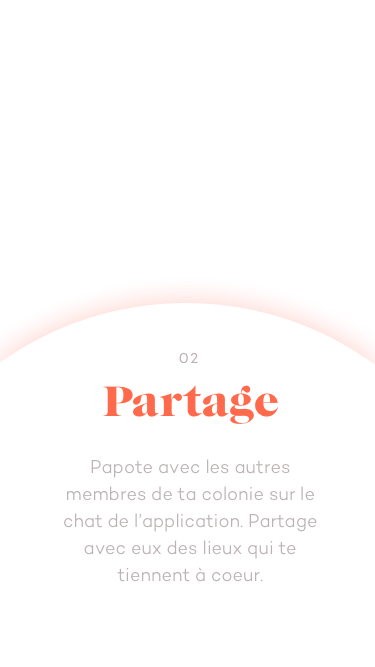 02
Partage
Papote avec les autres
membres de ta colonie sur le
chat de l’application. Partage
avec eux des lieux qui te
tiennent à coeur.